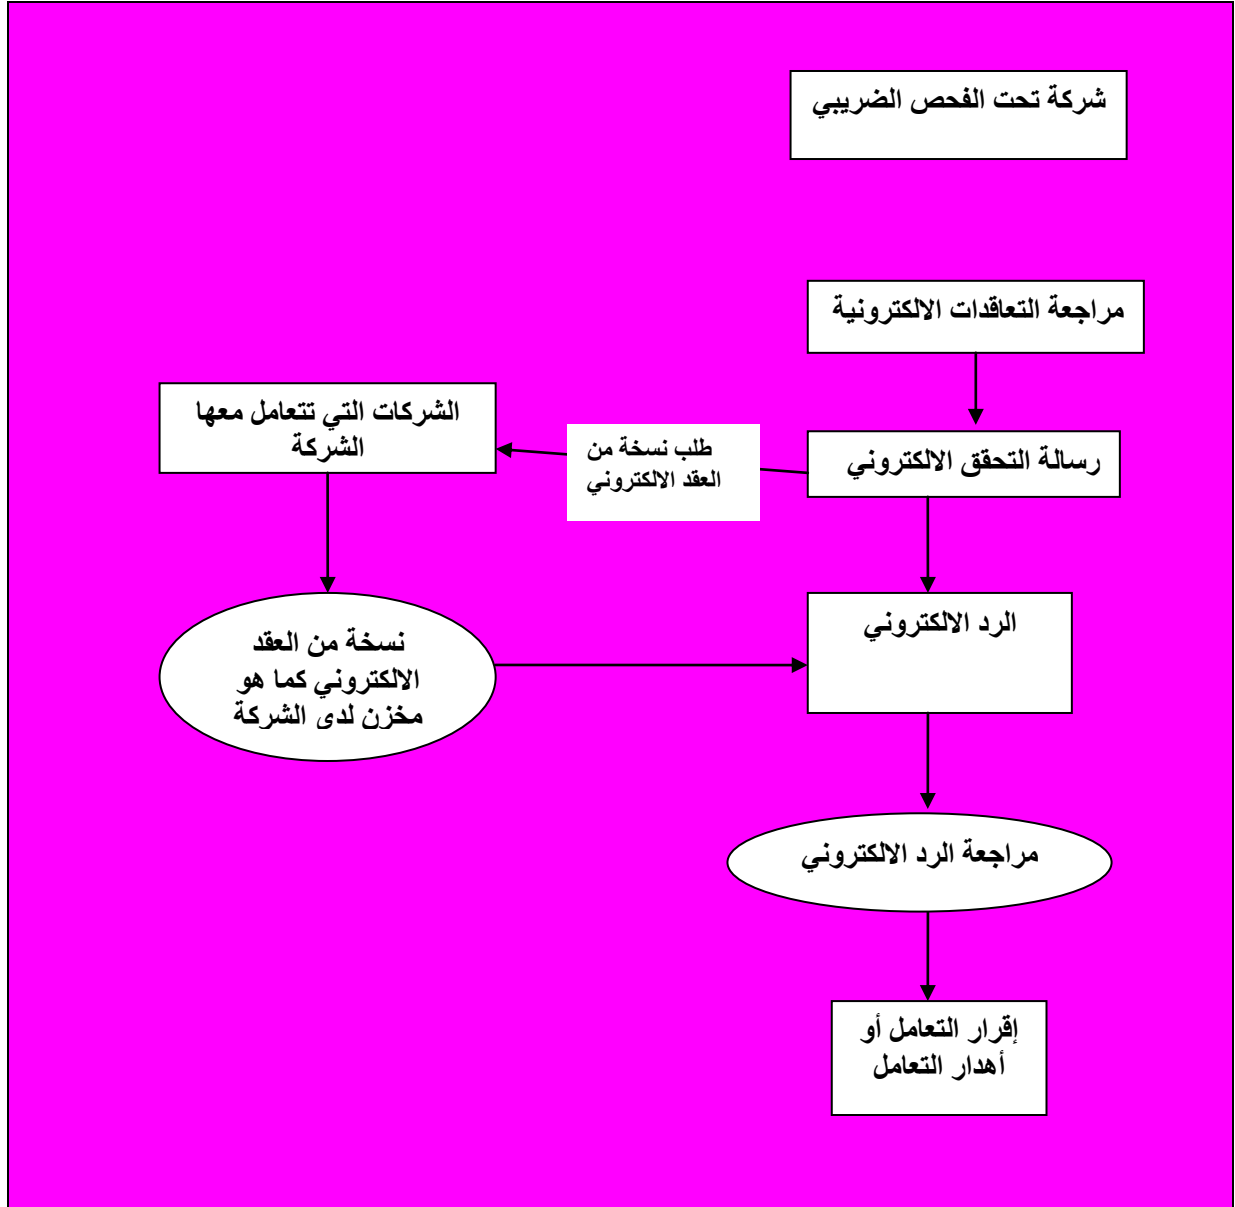 شركة تحت الفحص الضريبي
مراجعة التعاقدات الالكترونية
الشركات التي تتعامل معها
الشركة
طلب نسخة من
العقد الالكتروني
رسالة التحقق الالكتروني
الرد الالكتروني
نسخة من العقد
الالكتروني كما هو
مخزن لدى الشركة
مراجعة الرد الالكتروني
إقرار التعامل أو
أهدار التعامل